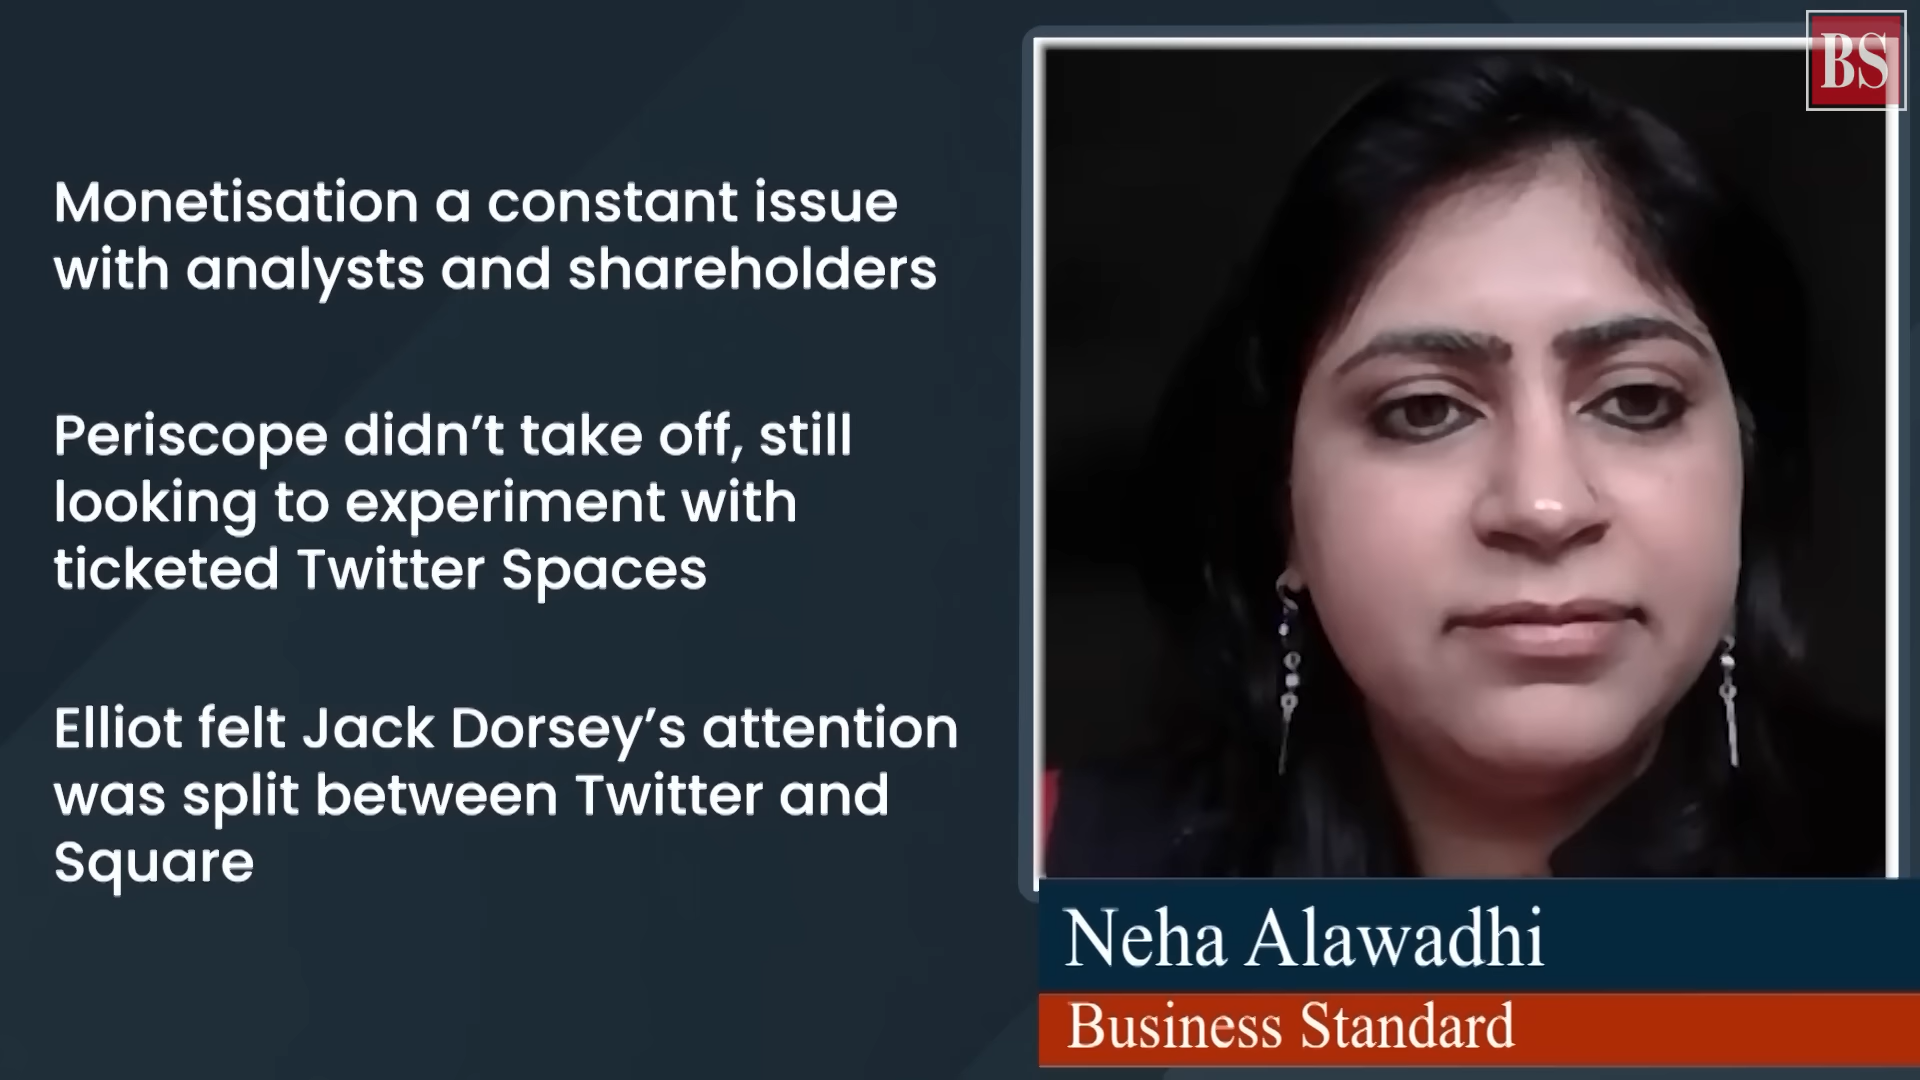 BS
Monetisation a constant issue
with analysts and shareholders
Periscope didn’t take off, still
looking to experiment with
ticketed Twitter Spaces
Elliot felt Jack Dorsey’s attention
was split between Twitter and
Square
Neha Alawadhi
Business Standard